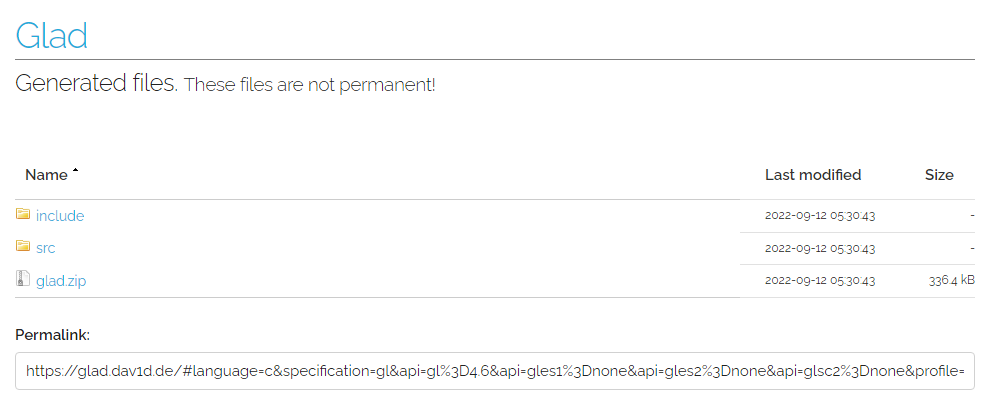 Glad
Generated files. These files are not permanent!
Name Last modified Size
include 2022-09-12 05:30:43 -
src 2022-09-12 05:30:43 -
glad.zip 2022-09-12 05:30:43 336.4 kB
Permalink:
https://glad.dav1d.de/#language=c&specification=gl&api=gl%3D4.6&api=gles1%3Dnone&api=gles2%3Dnone&api=glsc2%3Dnone&profile=